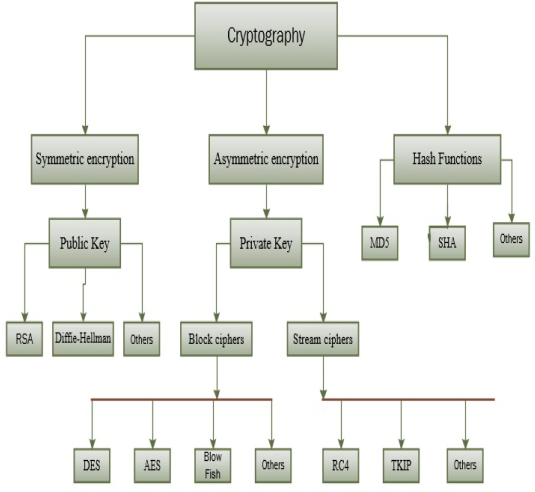 Cryptography
Symmetric encryption
Asymmetric encryption
Hash Functions
Public Key
Private Key
MD5
SHA
Others
RSA
Diffie-Hellman
Others
Block ciphers
Stream ciphers
DES
AES
Blow
Fish
Others
RC4
TKIP
Others